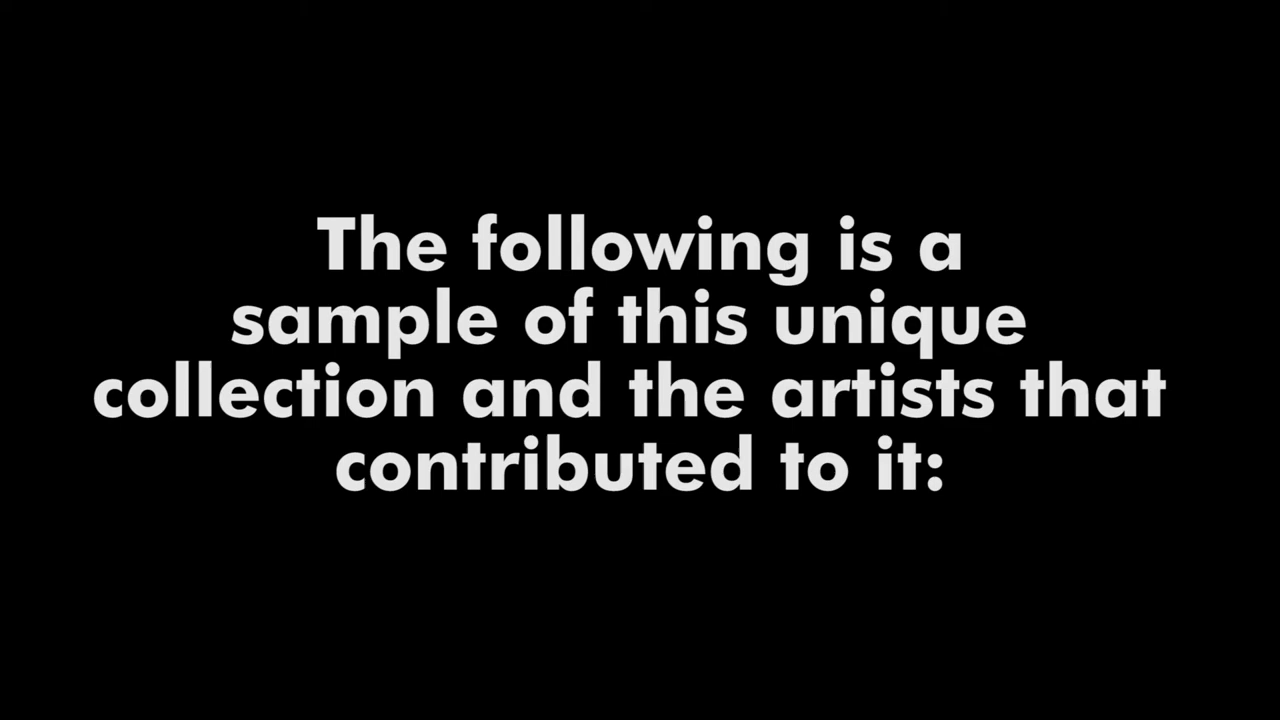 The following is a
sample of this unique
collection and the artists that
contributed to it: